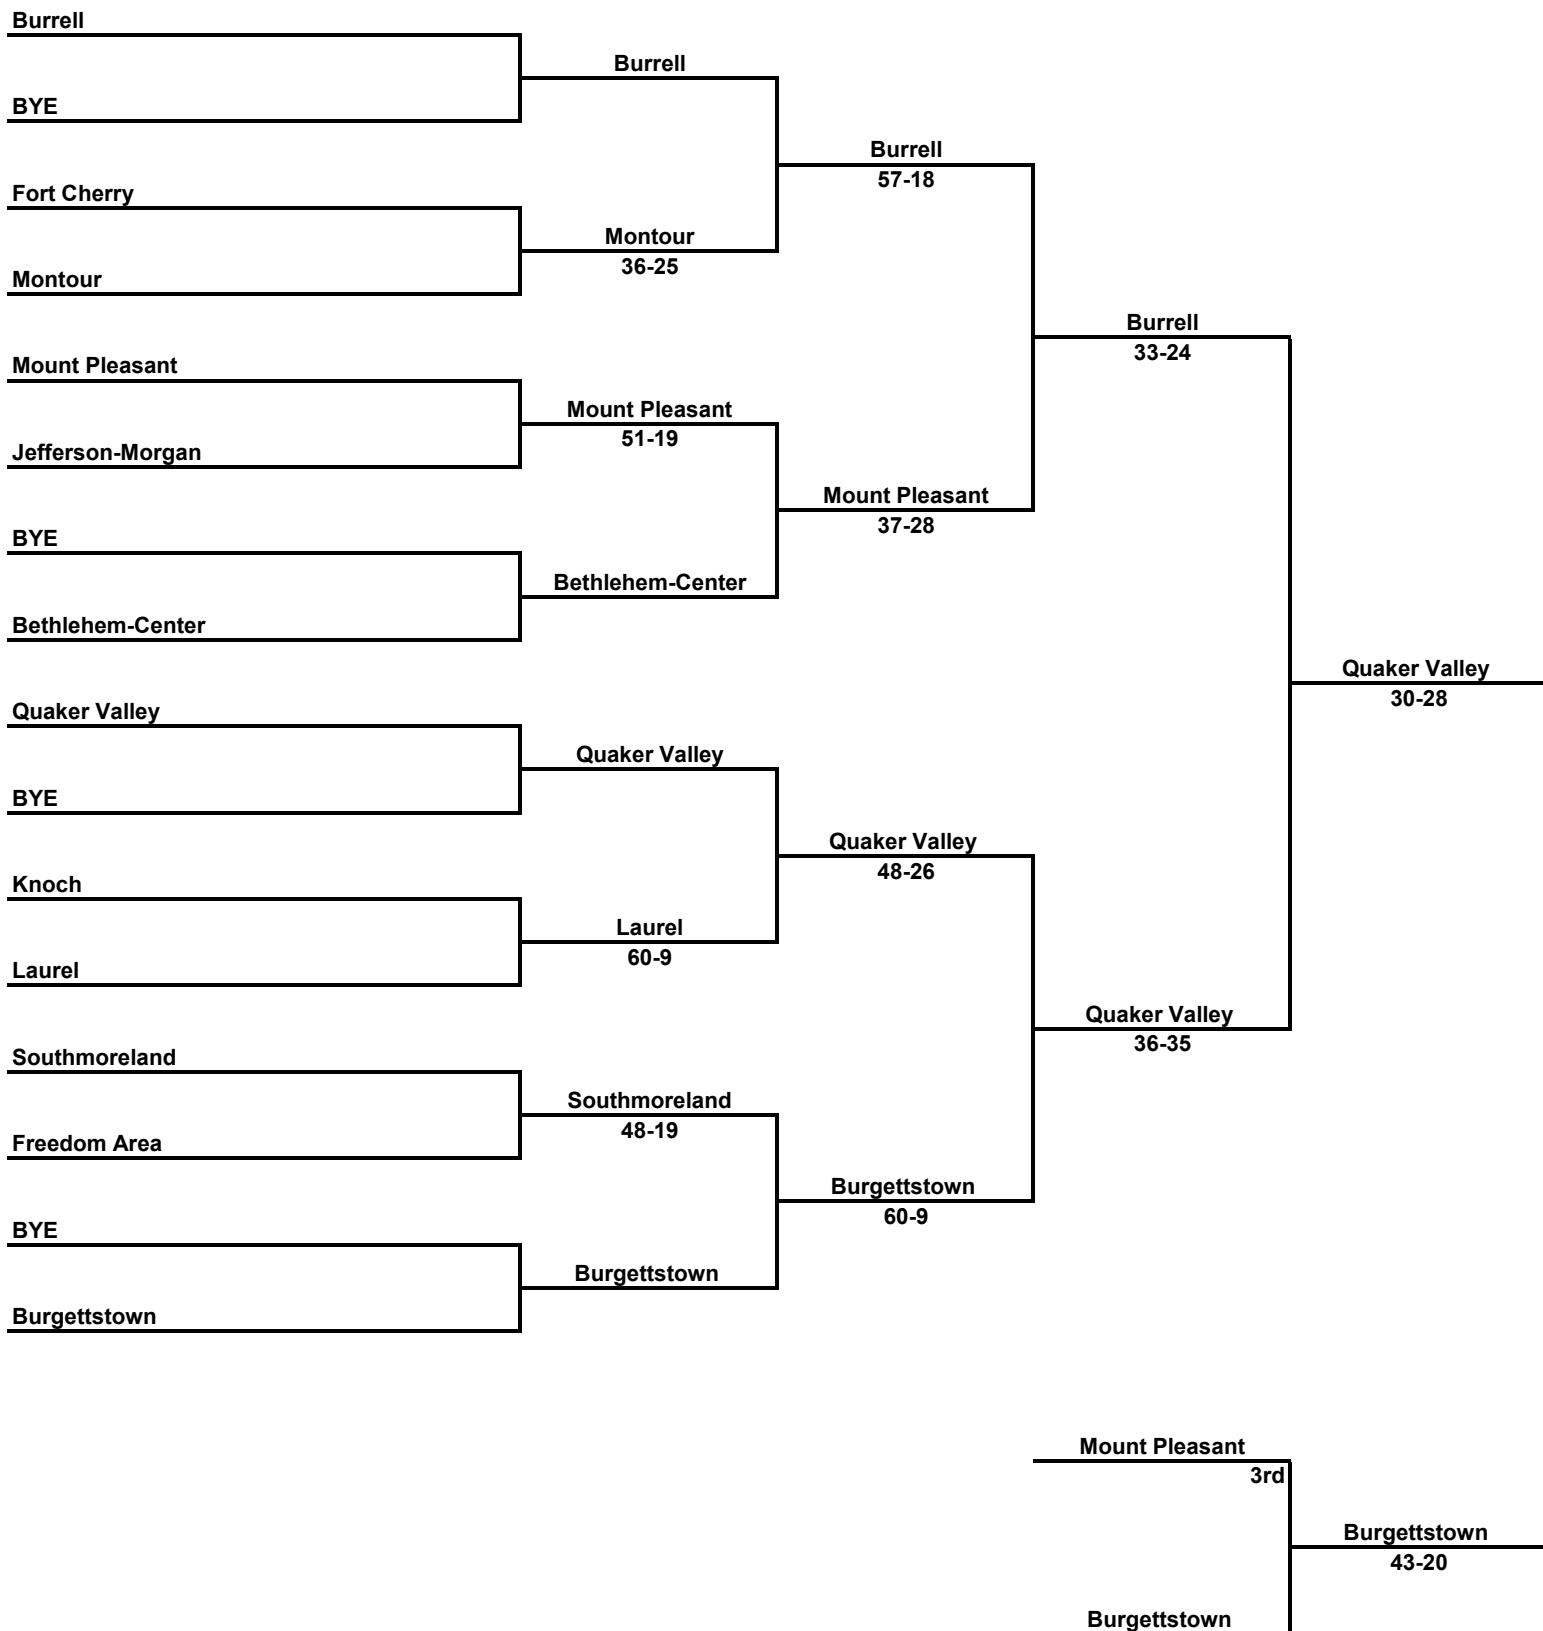 Burrell
Burrell
BYE
Burrell
57-18
Fort Cherry
Montour
36-25
Montour
Burrell
33-24
Mount Pleasant
Mount Pleasant
51-19
Jefferson-Morgan
Mount Pleasant
37-28
BYE
Bethlehem-Center
Bethlehem-Center
Quaker Valley
30-28
Quaker Valley
Quaker Valley
BYE
Quaker Valley
48-26
Knoch
Laurel
60-9
Laurel
Quaker Valley
36-35
Southmoreland
Southmoreland
48-19
Freedom Area
Burgettstown
60-9
BYE
Burgettstown
Burgettstown
Mount Pleasant
3rd
Burgettstown
43-20
Burgettstown